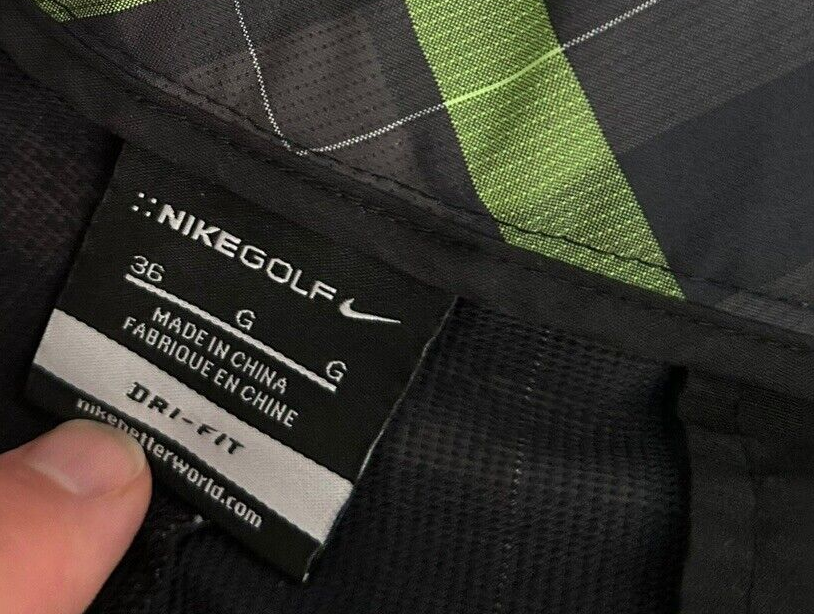 NIKEGOLF
36
G
G
MADE IN CHINA
FABRIQUE EN CHINE
DRI-FIT
nikebetterworld.com